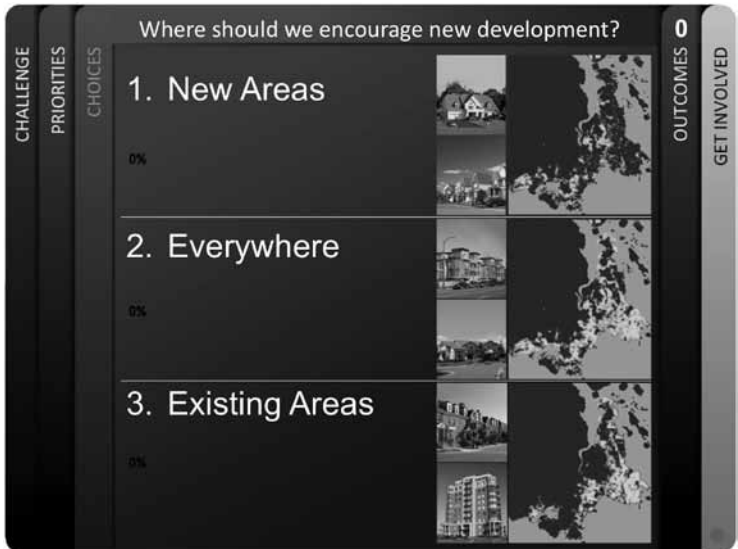 Where should we encourage new development?
0
CHALLENGE
PRIORITIES
CHOICES
1. New Areas
0%
2. Everywhere
0%
3. Existing Areas
0%
OUTCOMES
GET INVOLVED